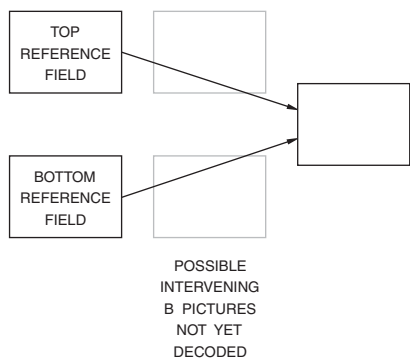 TOP
REFERENCE
FIELD
BOTTOM
REFERENCE
FIELD
POSSIBLE
INTERVENING
B PICTURES
NOT YET
DECODED